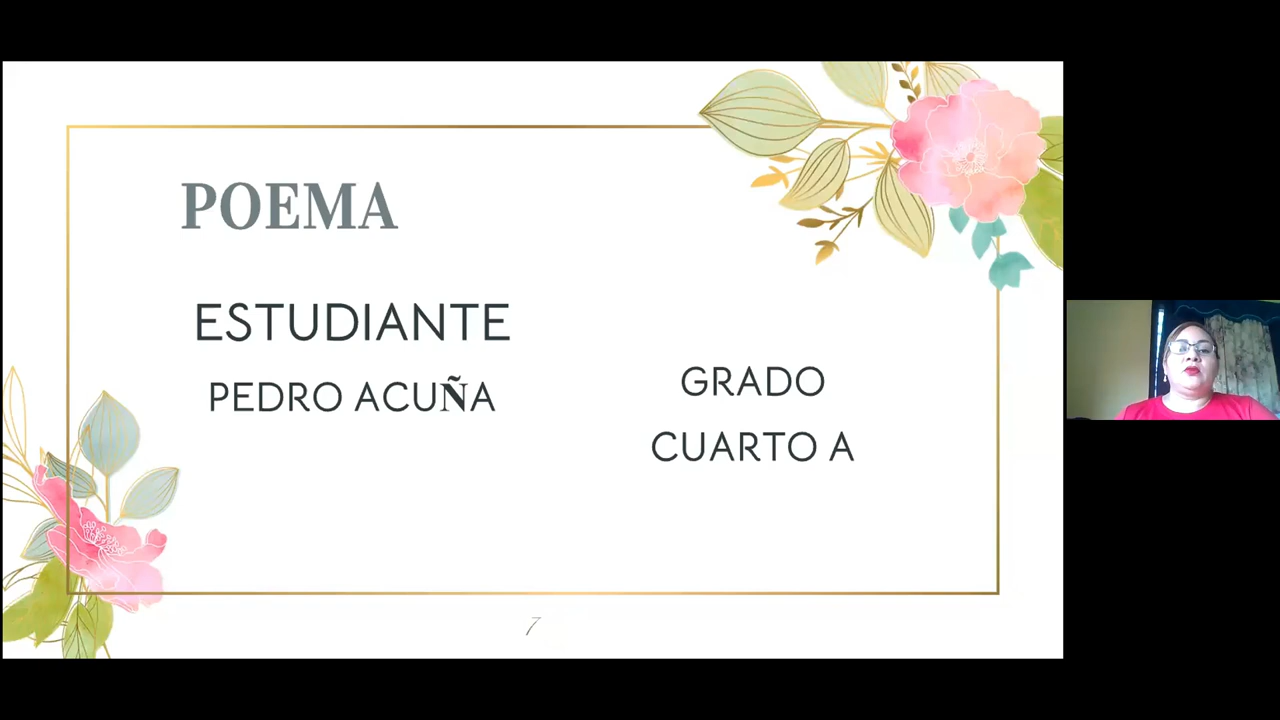 POEMA
ESTUDIANTE
PEDRO ACUÑA
GRADO
CUARTO A
7